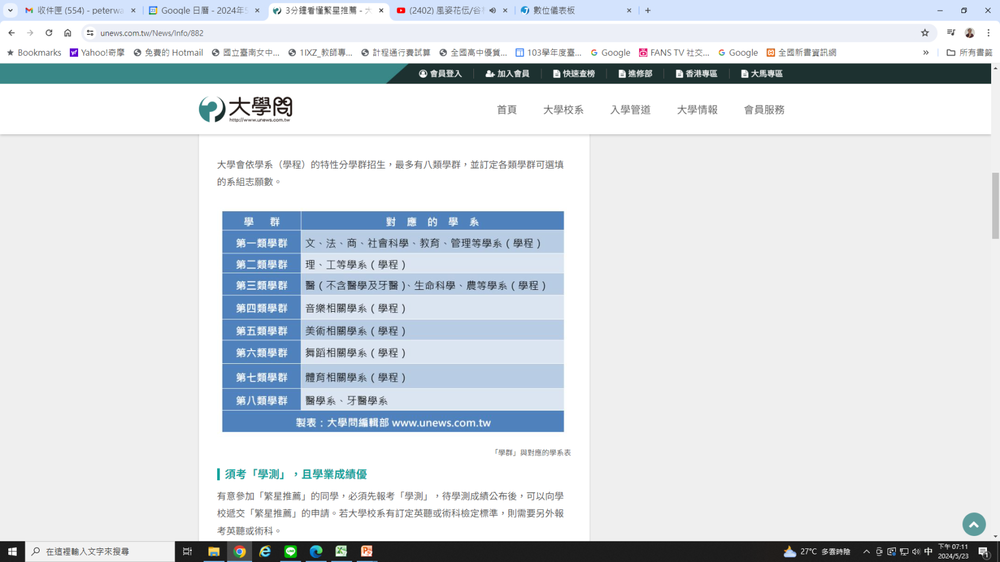 收件匣 (554) - peterwa
Google 日曆 - 2024年5
3分鐘看懂繁星推薦 - 大
(2402) 風姿花伝/谷村
數位儀表板
unews.com.tw/News/Info/882
Bookmarks
Yahoo!奇摩
免費的 Hotmail
國立臺南女中...
1IXZ_教師專...
計程通行費試算
全國高中優質...
103學年度臺...
Google
FANS TV 社交...
Google
全國新書資訊網
所有書籤
會員登入
加入會員
快速查榜
進修部
香港專區
大馬專區
大學問
http://www.unews.com.tw
首頁
大學校系
入學管道
大學情報
會員服務
大學會依學系（學程）的特性分學群招生，最多有八類學群，並訂定各類學群可選填
的系組志願數。
學 群 對 應 的 學 系
第一類學群 文、法、商、社會科學、教育、管理等學系（學程）
第二類學群 理、工等學系（學程）
第三類學群 醫（不含醫學及牙醫）、生命科學、農等學系（學程）
第四類學群 音樂相關學系（學程）
第五類學群 美術相關學系（學程）
第六類學群 舞蹈相關學系（學程）
第七類學群 體育相關學系（學程）
第八類學群 醫學系、牙醫學系
製表：大學問編輯部 www.unews.com.tw
「學群」與對應的學系表
須考「學測」，且學業成績優
有意參加「繁星推薦」的同學，必須先報考「學測」，待學測成績公布後，可以向學
校遞交「繁星推薦」的申請。若大學校系有訂定英聽或術科檢定標準，則需要另外報
考英聽或術科。
在這裡輸入文字來搜尋
27°C 多雲時陰
中
下午 07:11
2024/5/23
1